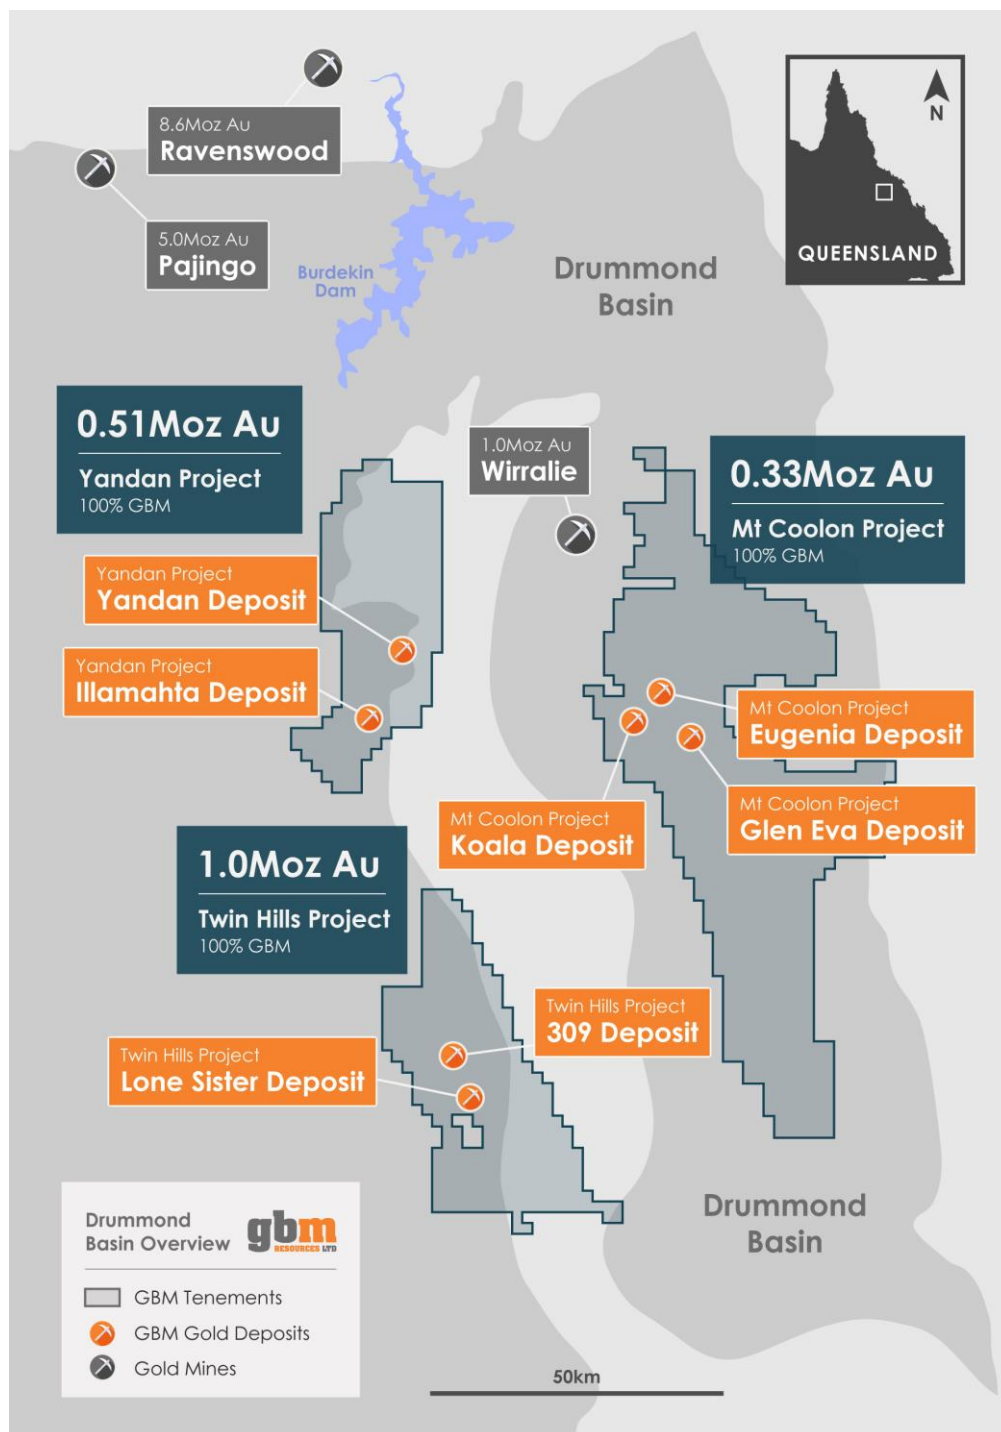 8.6Moz Au
Ravenswood
5.0Moz Au
Pajingo
Burdekin
Dam
Drummond
Basin
N
QUEENSLAND
0.51Moz Au
Yandan Project
100% GBM
1.0Moz Au
Wirralie
0.33Moz Au
Mt Coolon Project
100% GBM
Yandan Project
Yandan Deposit
Yandan Project
Illamahta Deposit
Mt Coolon Project
Eugenia Deposit
Mt Coolon Project
Koala Deposit
Mt Coolon Project
Glen Eva Deposit
1.0Moz Au
Twin Hills Project
100% GBM
Twin Hills Project
309 Deposit
Twin Hills Project
Lone Sister Deposit
Drummond
Basin
Drummond
Basin Overview
gbm
RESOURCES LTD
GBM Tenements
GBM Gold Deposits
Gold Mines
50km